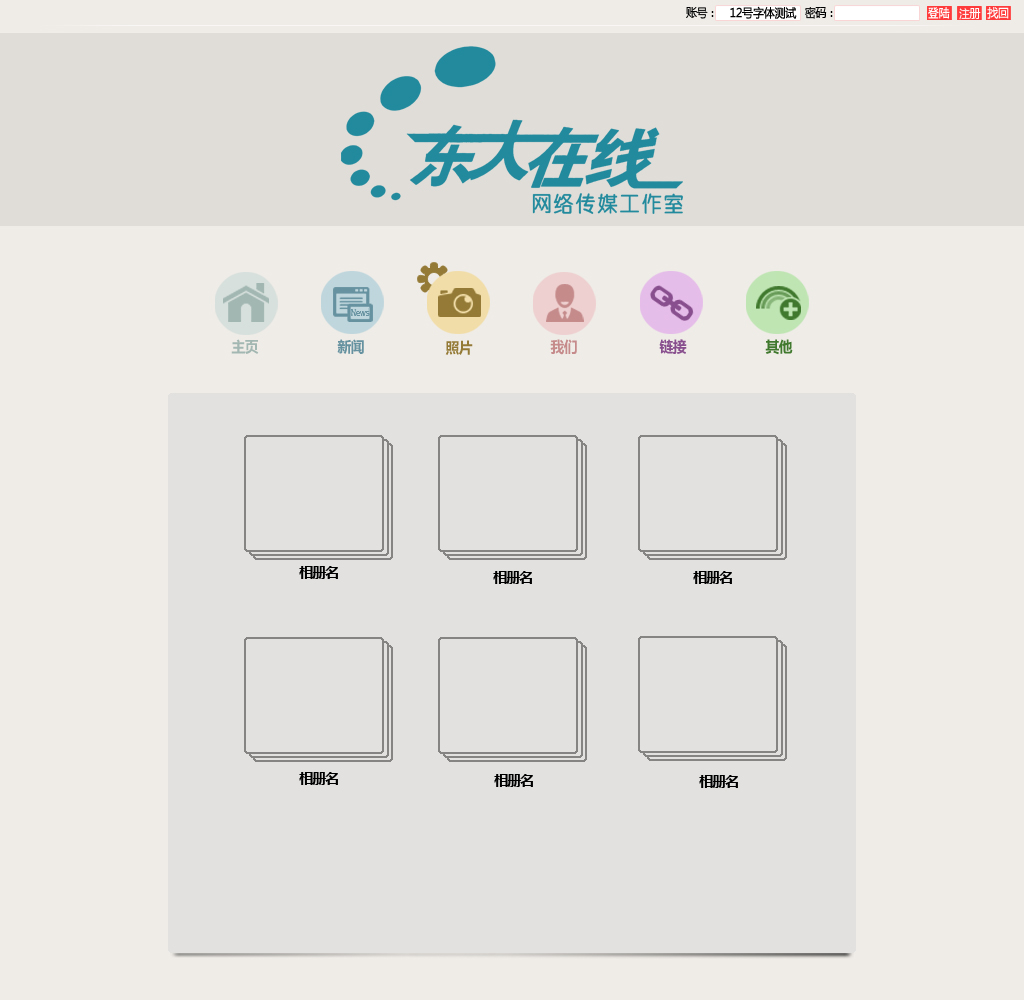 账号： 12号字体测试 密码： 登陆 注册 找回
东大在线
网络传媒工作室
News
主页 新闻 照片 我们 链接 其他
相册名 相册名 相册名
相册名 相册名 相册名